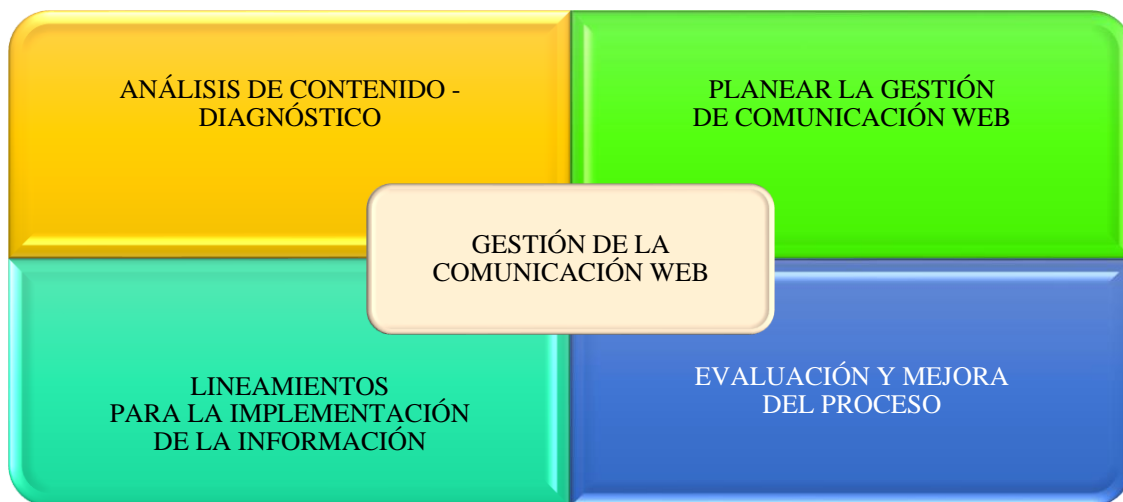 ANÁLISIS DE CONTENIDO -
DIAGNÓSTICO
PLANEAR LA GESTIÓN
DE COMUNICACIÓN WEB
GESTIÓN DE LA
COMUNICACIÓN WEB
LINEAMIENTOS
PARA LA IMPLEMENTACIÓN
DE LA INFORMACIÓN
EVALUACIÓN Y MEJORA
DEL PROCESO